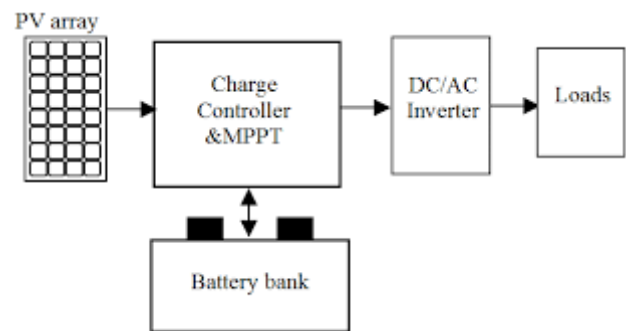 PV array
Charge
Controller
&MPPT
DC/AC
Inverter
Loads
Battery bank